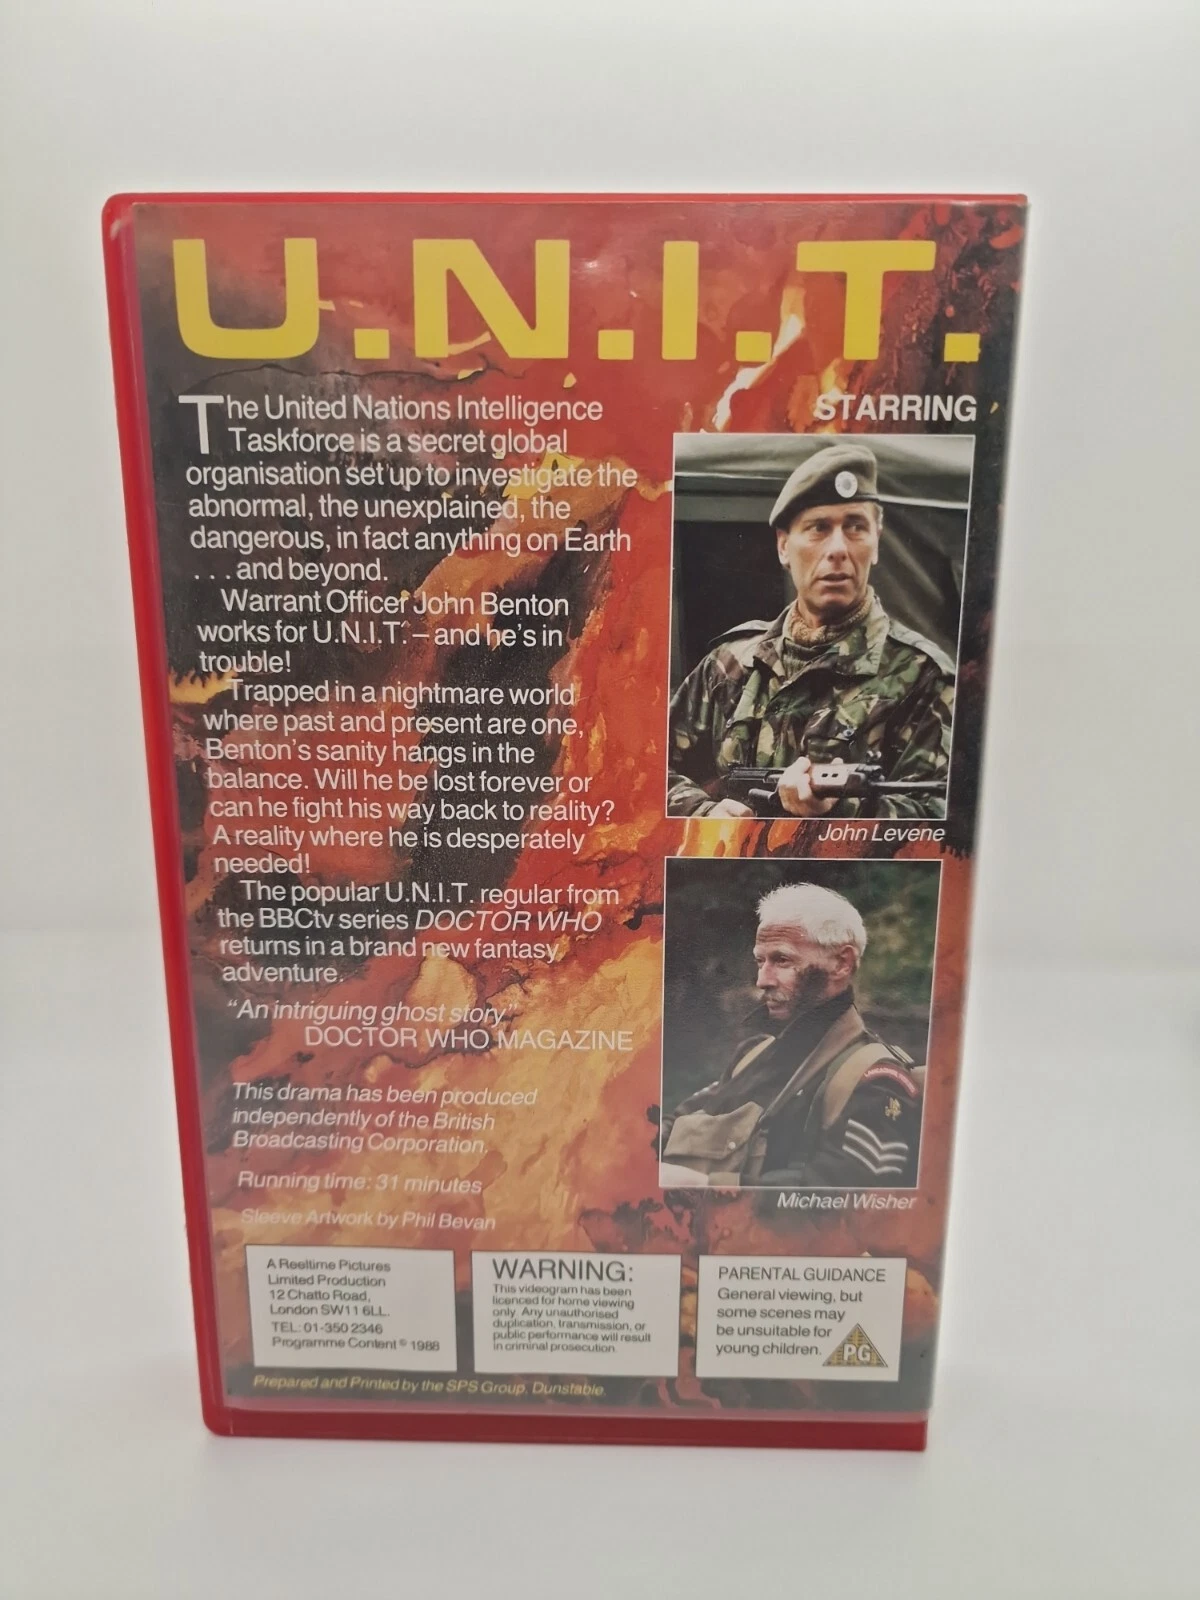 U.N.I.T.
The United Nations Intelligence
Taskforce is a secret global
organisation set up to investigate the
abnormal, the unexplained, the
dangerous, in fact anything on Earth
. . . and beyond.
Warrant Officer John Benton
works for U.N.I.T. – and he's in
trouble!
Trapped in a nightmare world
where past and present are one,
Benton's sanity hangs in the
balance. Will he be lost forever or
can he fight his way back to reality?
A reality where he is desperately
needed!
The popular U.N.I.T. regular from
the BBCtv series DOCTOR WHO
returns in a brand new fantasy
adventure.
“An intriguing ghost story”
DOCTOR WHO MAGAZINE
This drama has been produced
independently of the British
Broadcasting Corporation.
Running time: 31 minutes
Sleeve Artwork by Phil Bevan
STARRING
John Levene
Michael Wisher
A Reeltime Pictures
Limited Production
12 Chatto Road,
London SW11 6LL.
TEL: 01-350 2346
Programme Content © 1988
WARNING:
This videogram has been
licenced for home viewing
only. Any unauthorised
duplication, transmission, or
public performance will result
in criminal prosecution.
PARENTAL GUIDANCE
General viewing, but
some scenes may
be unsuitable for
young children.
PG
Prepared and Printed by the SPS Group, Dunstable.